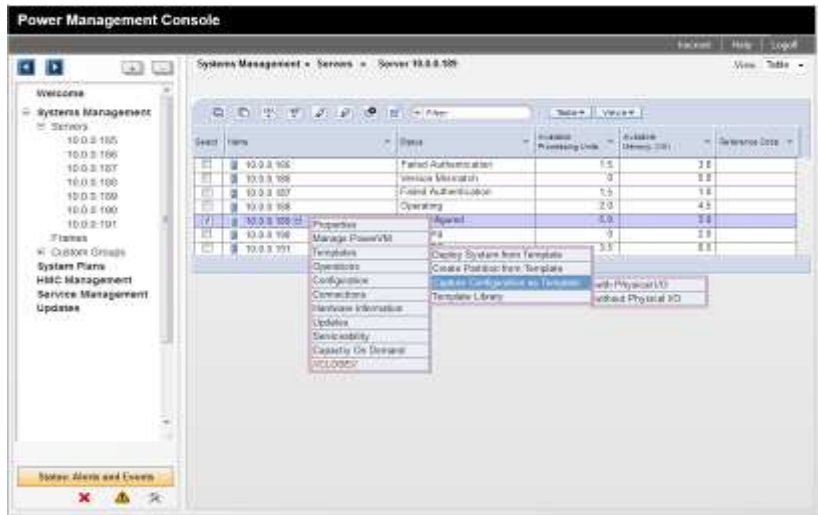 Power Management Console
hscroot | Help | Logoff
Systems Management » Servers » Server 10.0.0.189
View: Table
Welcome
Systems Management
Servers
10.0.0.185
10.0.0.186
10.0.0.187
10.0.0.188
10.0.0.189
10.0.0.190
10.0.0.191
Frames
Custom Groups
System Plans
HMC Management
Service Management
Updates
Status: Alerts and Events
Filter
Tasks Views
Select Name Status Available Processing Units Available Memory (GB) Reference Code
Failed Authentication 1.5
Version Mismatch 0
10.0.0.187 Failed Authentication 1.5
10.0.0.188 Operating 2.0 4.5
10.0.0.189
10.0.0.190 0
10.0.0.191 3.5
Properties
Manage PowerVM
Templates
Operations
Configuration
Connections
Hardware Information
Updates
Serviceability
Capacity On Demand
Deploy System from Template
Create Partition from Template
Capture Configuration as Template
Template Library
with Physical I/O
without Physical I/O